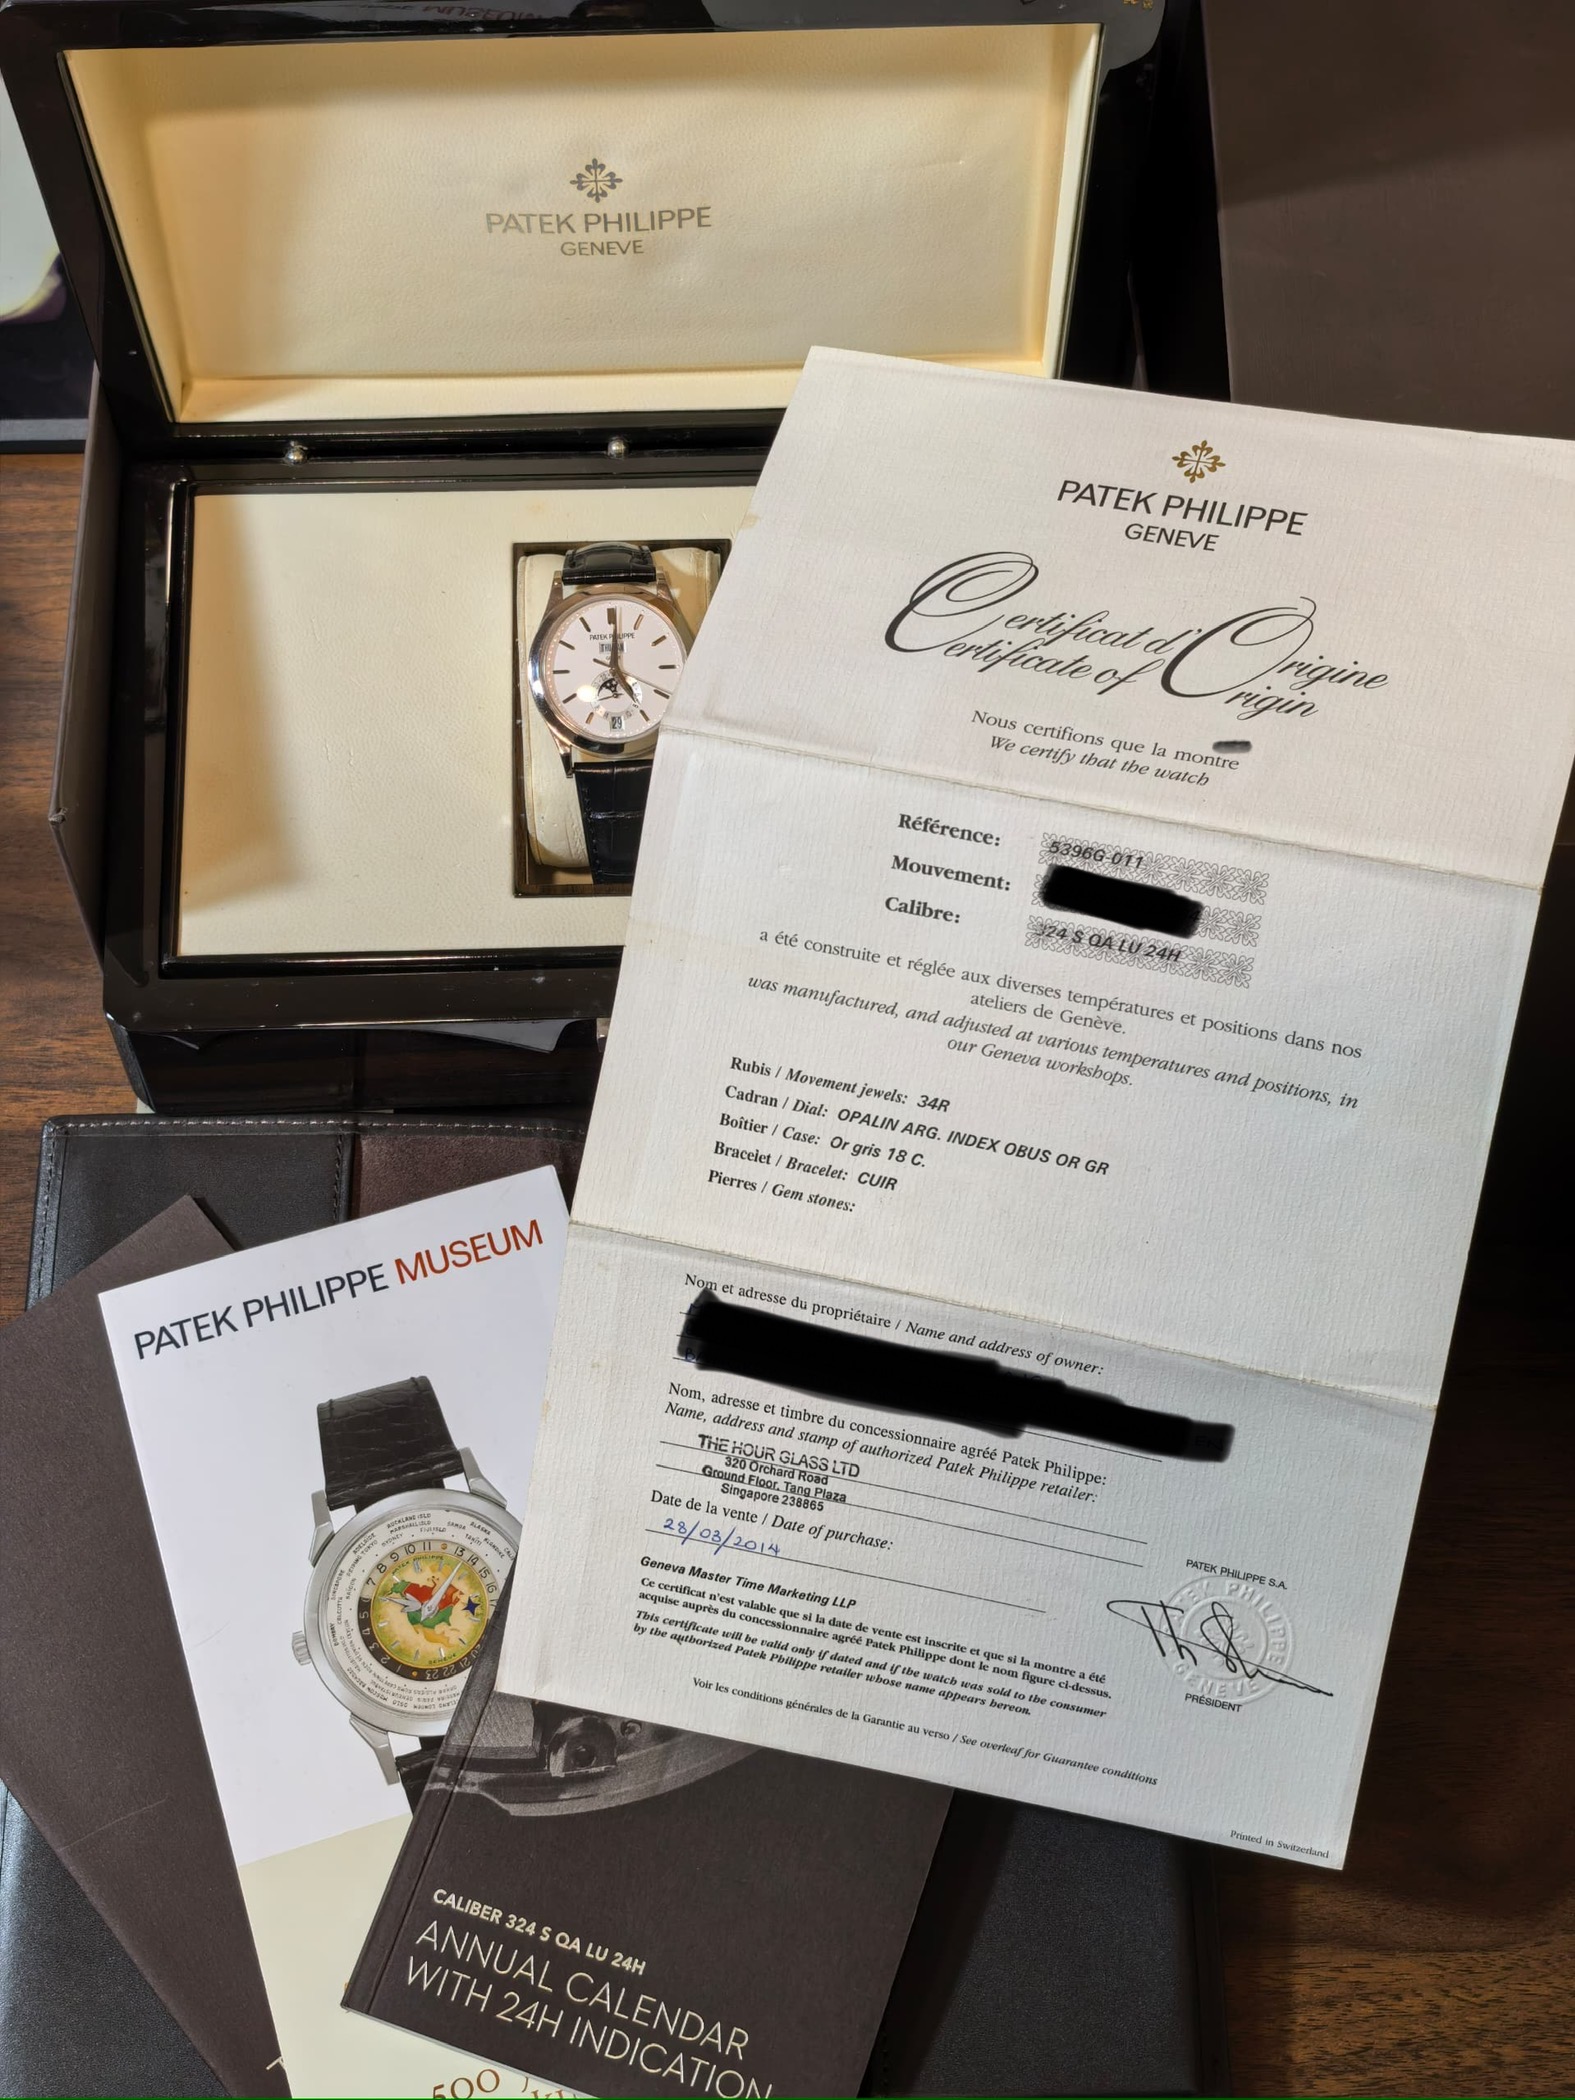 PATEK PHILIPPE
GENEVE
PATEK PHILIPPE
29
PATEK PHILIPPE
GENEVE
Certificat d'Origine
Certificate of Origin
Nous certifions que la montre
We certify that the watch
Référence: 5396G-011
Mouvement:
Calibre: 324 S QA LU 24H
a été construite et réglée aux diverses températures et positions dans nos
ateliers de Genève.
was manufactured, and adjusted at various temperatures and positions, in
our Geneva workshops.
Rubis / Movement jewels: 34R
Cadran / Dial: OPALIN ARG. INDEX OBUS OR GR
Boîtier / Case: Or gris 18 C.
Bracelet / Bracelet: CUIR
Pierres / Gem stones:
Nom et adresse du propriétaire / Name and address of owner:
Nom, adresse et timbre du concessionnaire agréé Patek Philippe:
Name, address and stamp of authorized Patek Philippe retailer:
THE HOUR GLASS LTD
320 Orchard Road
Ground Floor, Tang Plaza
Singapore 238865
Date de la vente / Date of purchase:
28/03/2014
Geneva Master Time Marketing LLP
Ce certificat n'est valable que si la date de vente est inscrite et que si la montre a été
acquise auprès du concessionnaire agréé Patek Philippe dont le nom figure ci-dessus.
This certificate will be valid only if dated and if the watch was sold to the consumer
by the authorized Patek Philippe retailer whose name appears hereon.
PATEK PHILIPPE S.A.
PATEK PHILIPPE
GENEVE
PRÉSIDENT
Voir les conditions générales de la Garantie au verso / See overleaf for Guarantee conditions
Printed in Switzerland
PATEK PHILIPPE MUSEUM
CALIBER 324 S QA LU 24H
ANNUAL CALENDAR
WITH 24H INDICATION
500